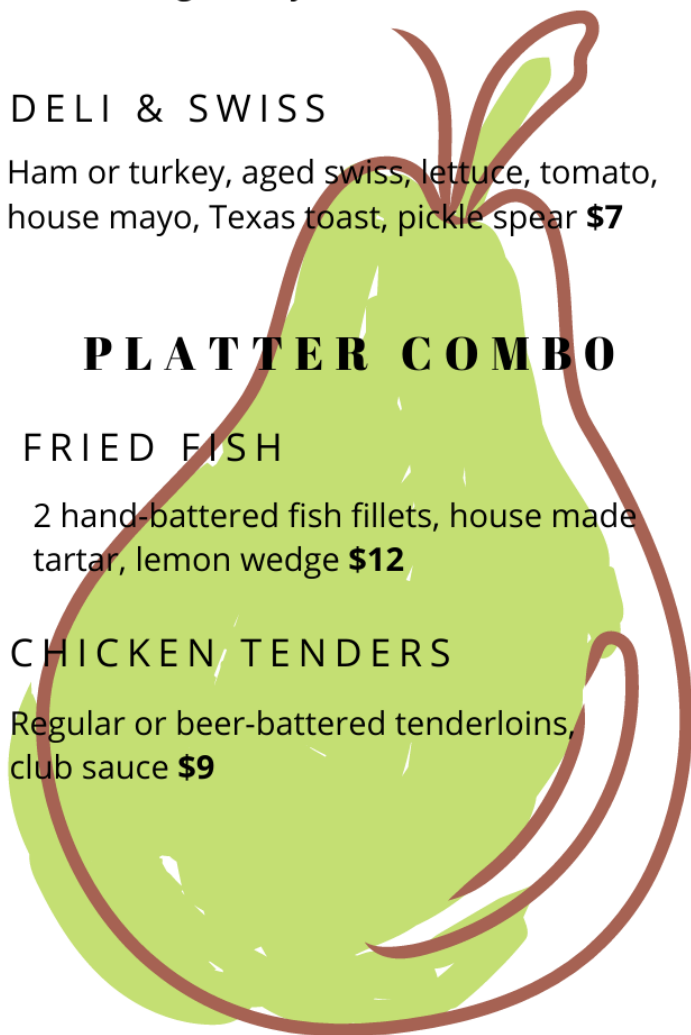 DELI & SWISS
Ham or turkey, aged swiss, lettuce, tomato,
house mayo, Texas toast, pickle spear $7
PLATTER COMBO
FRIED FISH
2 hand-battered fish fillets, house made
tartar, lemon wedge $12
CHICKEN TENDERS
Regular or beer-battered tenderloins,
club sauce $9